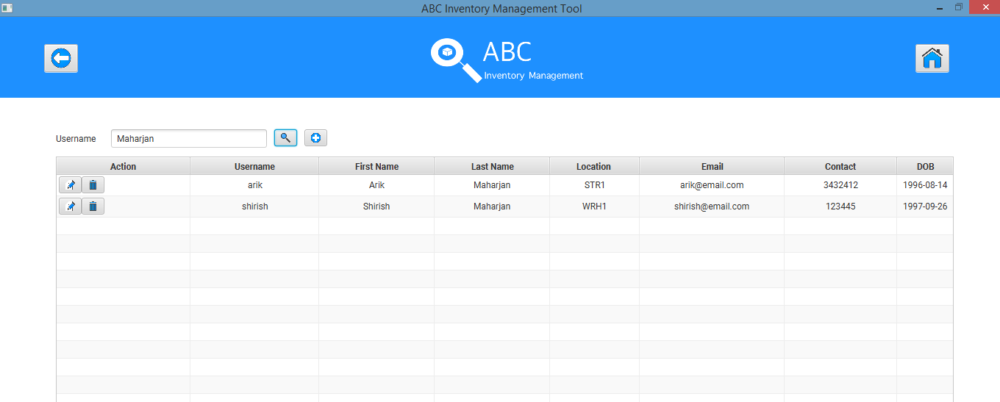 ABC Inventory Management Tool
ABC
Inventory Management
Username Maharjan
Action Username First Name Last Name Location Email Contact DOB
arik Arik Maharjan STR1 arik@email.com 3432412 1996-08-14
shirish Shirish Maharjan WRH1 shirish@email.com 123445 1997-09-26